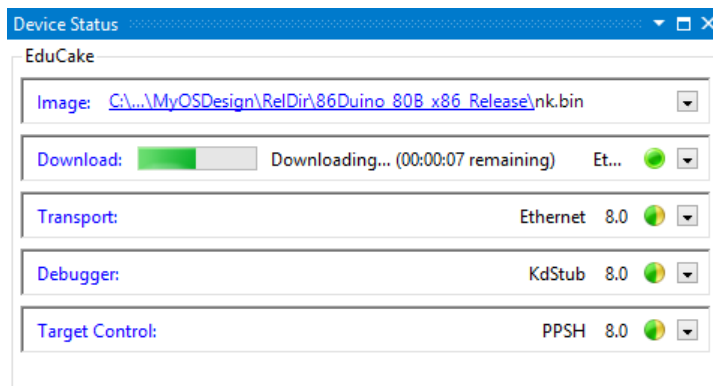 Device Status
EduCake
Image: C:\...\MyOSDesign\RelDir\86Duino_80B_x86_Release\nk.bin
Download: Downloading... (00:00:07 remaining) Et...
Transport: Ethernet 8.0
Debugger: KdStub 8.0
Target Control: PPSH 8.0